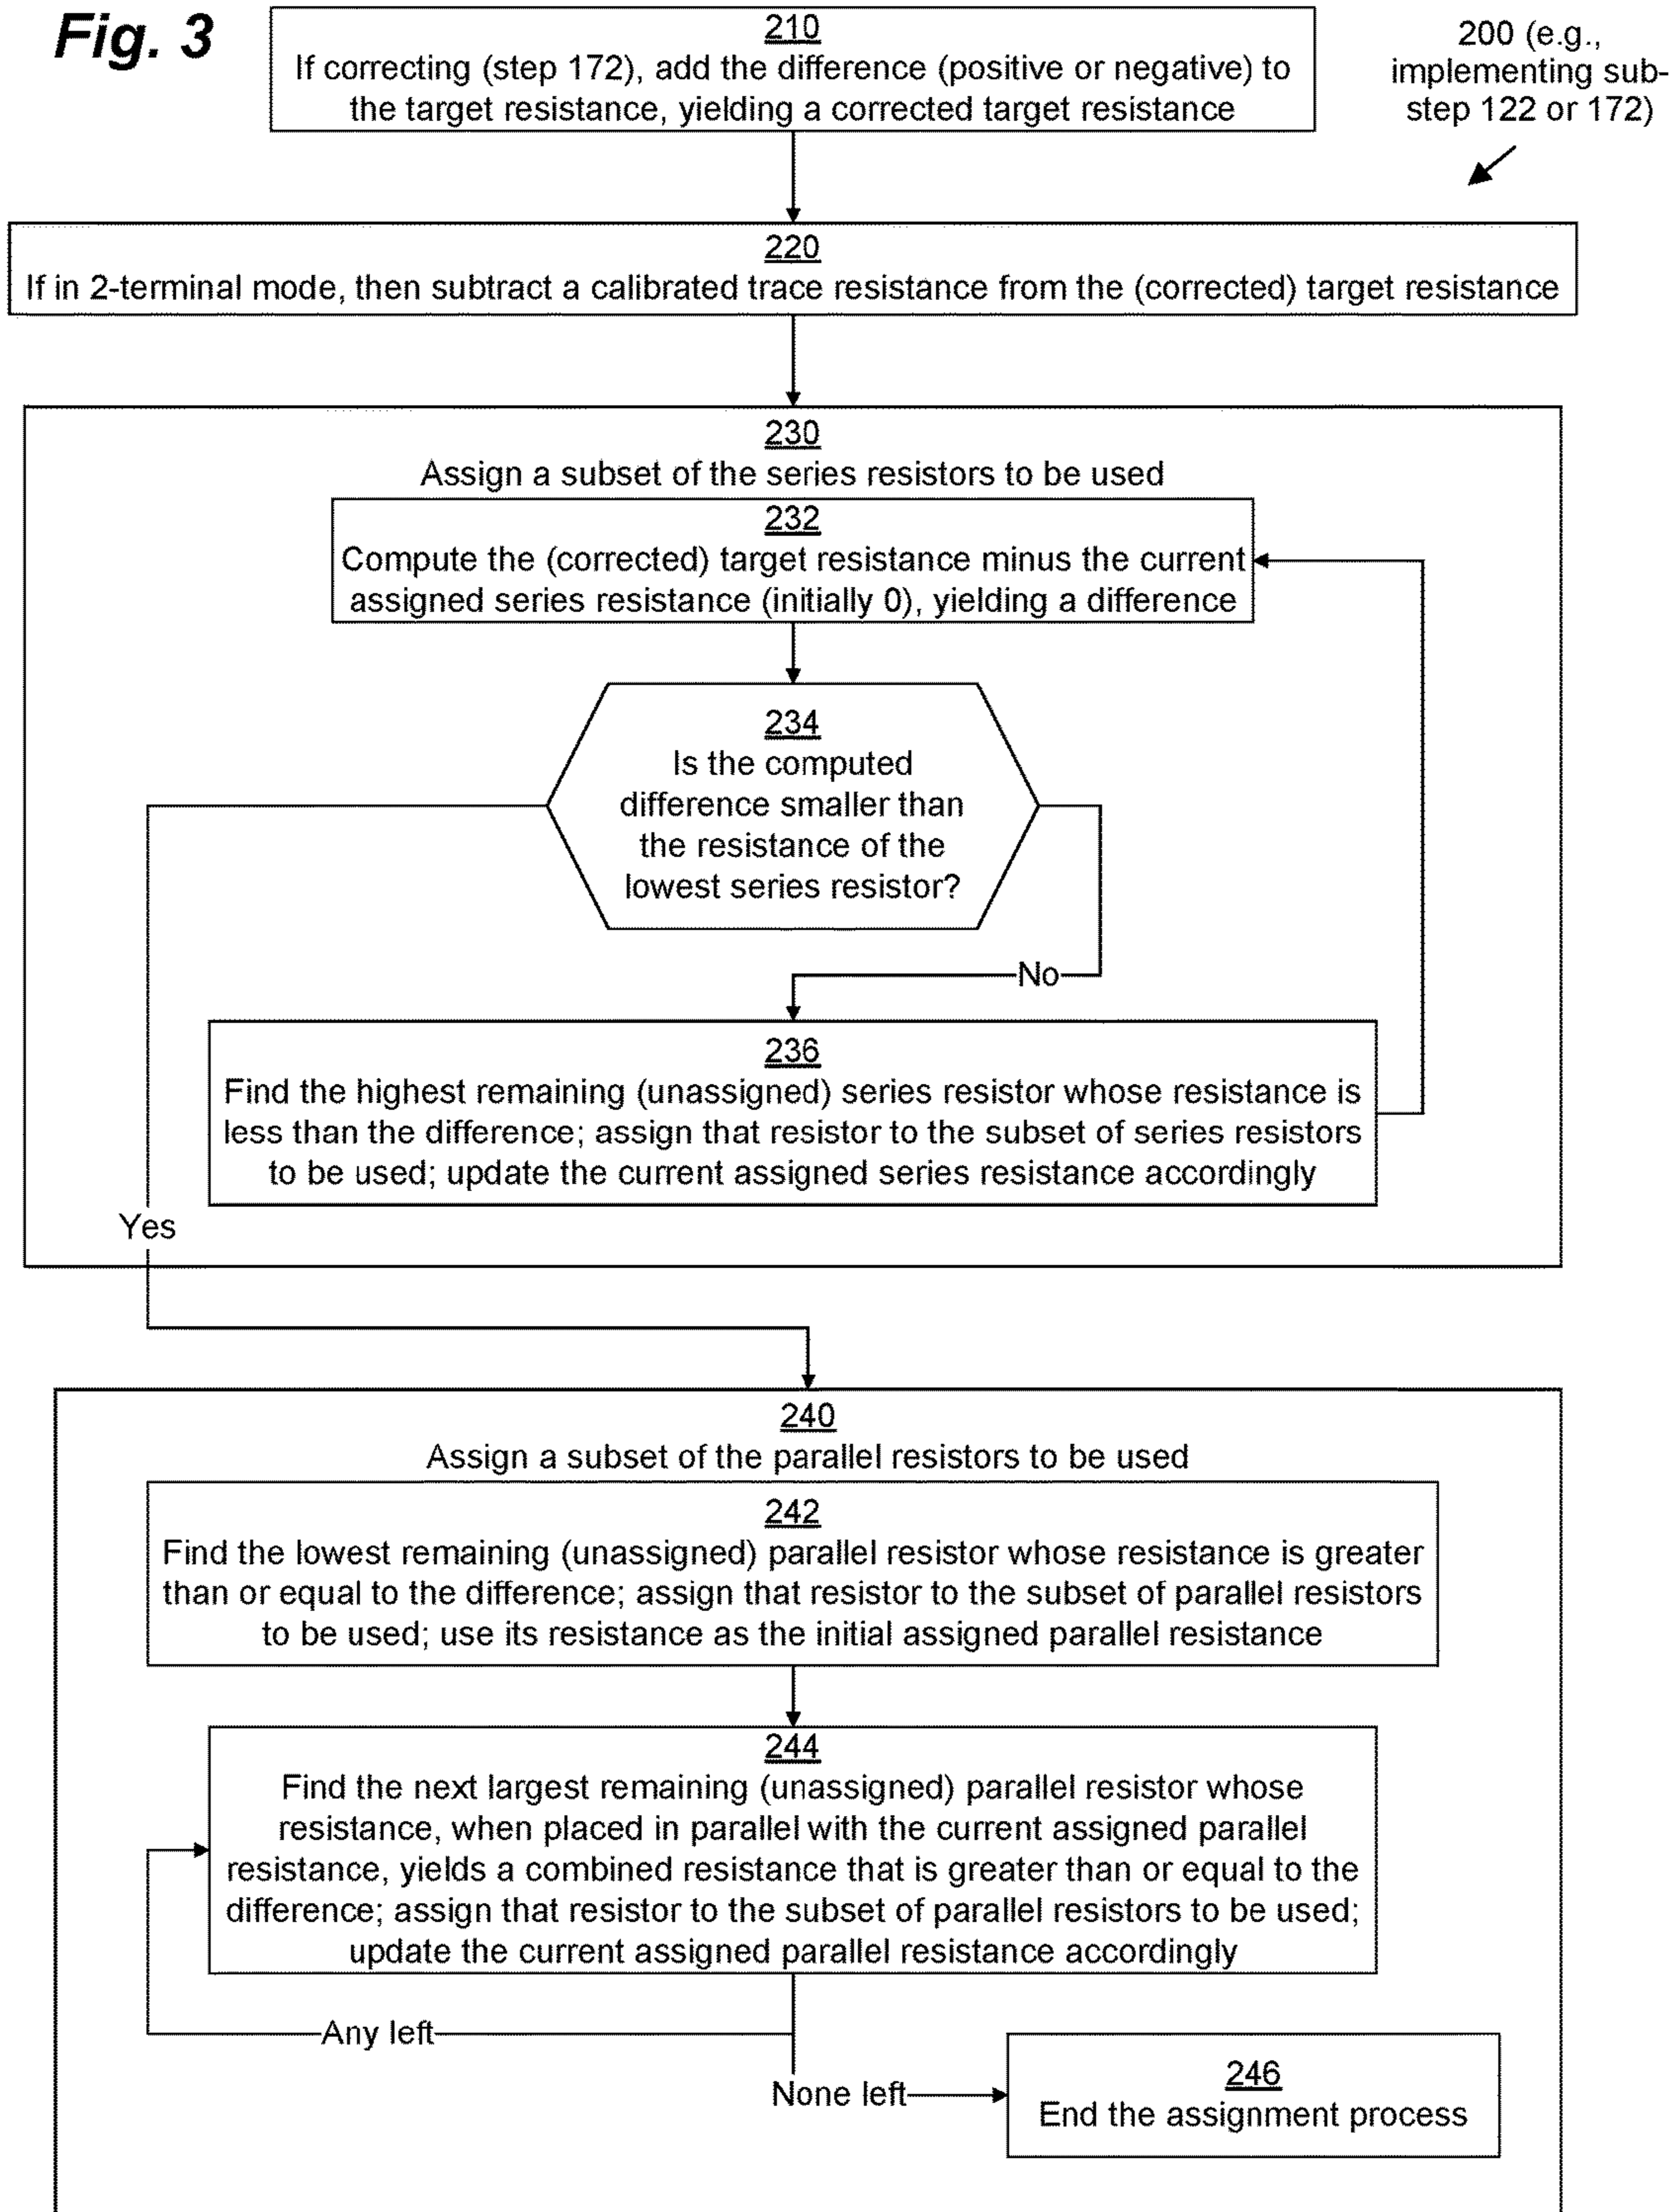 Fig. 3
210
If correcting (step 172), add the difference (positive or negative) to
the target resistance, yielding a corrected target resistance
200 (e.g.,
implementing sub-
step 122 or 172)
220
If in 2-terminal mode, then subtract a calibrated trace resistance from the (corrected) target resistance
230
Assign a subset of the series resistors to be used
232
Compute the (corrected) target resistance minus the current
assigned series resistance (initially 0), yielding a difference
234
Is the computed
difference smaller than
the resistance of the
lowest series resistor?
No
236
Find the highest remaining (unassigned) series resistor whose resistance is
less than the difference; assign that resistor to the subset of series resistors
to be used; update the current assigned series resistance accordingly
Yes
240
Assign a subset of the parallel resistors to be used
242
Find the lowest remaining (unassigned) parallel resistor whose resistance is greater
than or equal to the difference; assign that resistor to the subset of parallel resistors
to be used; use its resistance as the initial assigned parallel resistance
244
Find the next largest remaining (unassigned) parallel resistor whose
resistance, when placed in parallel with the current assigned parallel
resistance, yields a combined resistance that is greater than or equal to the
difference; assign that resistor to the subset of parallel resistors to be used;
update the current assigned parallel resistance accordingly
Any left
None left
246
End the assignment process